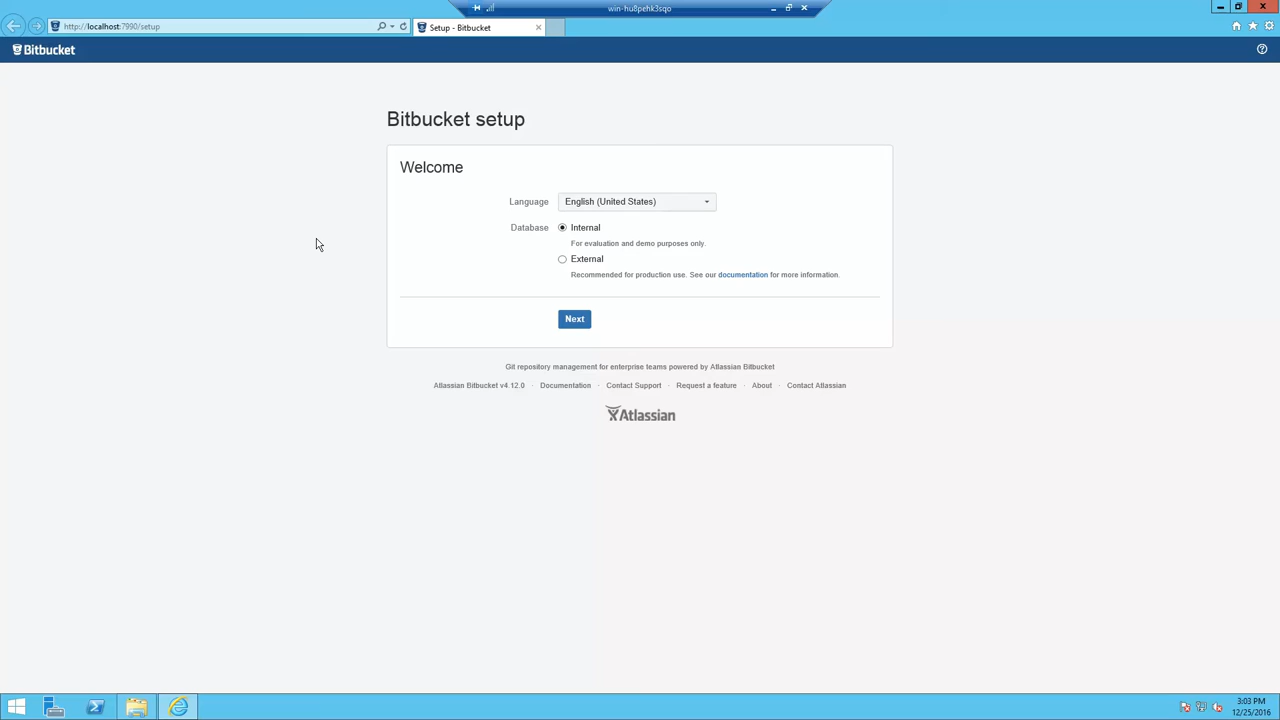 win-hu8pehk3sqo
http://localhost:7990/setup
Setup - Bitbucket
Bitbucket
Bitbucket setup
Welcome
Language English (United States)
Database Internal
For evaluation and demo purposes only.
External
Recommended for production use. See our documentation for more information.
Next
Git repository management for enterprise teams powered by Atlassian Bitbucket
Atlassian Bitbucket v4.12.0 · Documentation · Contact Support · Request a feature · About · Contact Atlassian
Atlassian
3:03 PM
12/25/2016